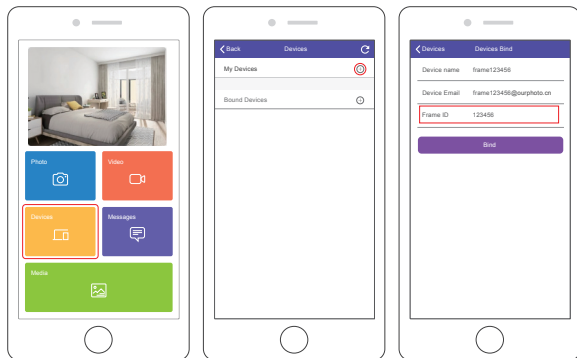 Photo
Video
Devices
Messages
Media
Back Devices
My Devices
Bound Devices
Devices Devices Bind
Device name frame123456
Device Email frame123456@ourphoto.cn
Frame ID 123456
Bind